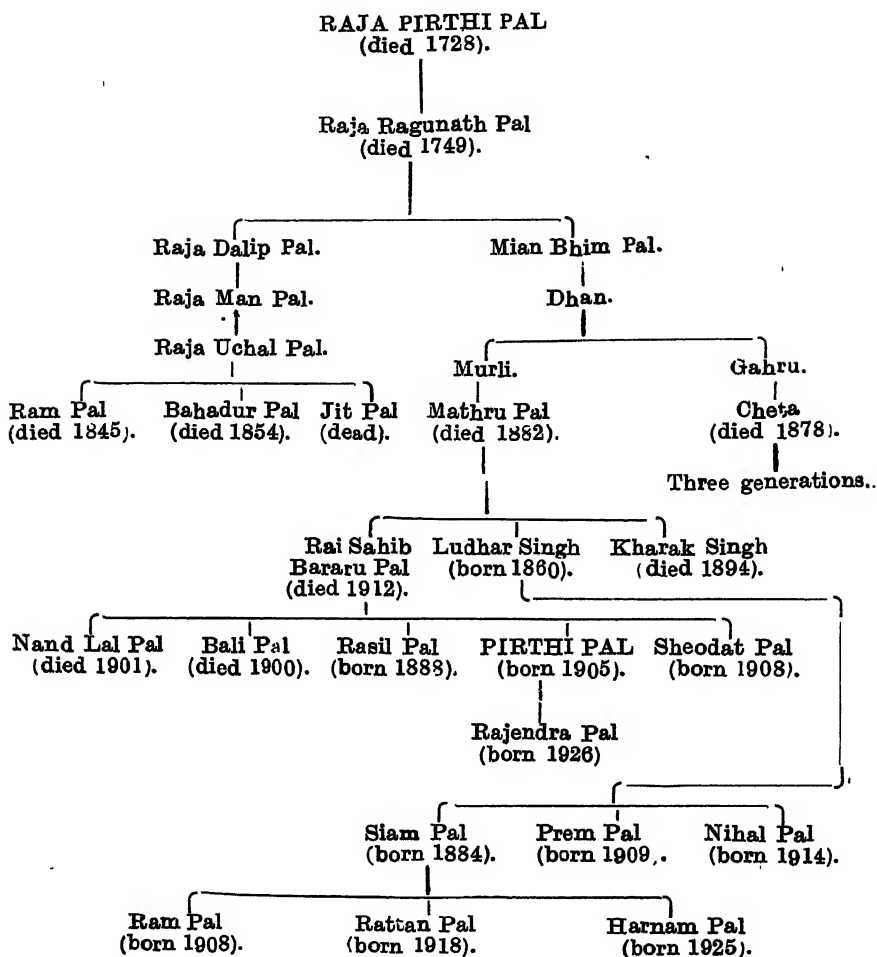 RAJA PIRTHI PAL
(died 1728).
Raja Ragunath Pal
(died 1749).
Raja Dalip Pal. Mian Bhim Pal.
Raja Man Pal. Dhan.
Raja Uchal Pal.
Murli. Gahru.
Ram Pal Bahadur Pal Jit Pal Mathru Pal Cheta
(died 1845). (died 1854). (dead). (died 1882). (died 1878).
Three generations..
Rai Sahib Ludhar Singh Kharak Singh
Bararu Pal (born 1860). (died 1894).
(died 1912).
Nand Lal Pal Bali Pal Rasil Pal PIRTHI PAL Sheodat Pal
(died 1901). (died 1900). (born 1888). (born 1905). (born 1908).
Rajendra Pal
(born 1926)
Siam Pal Prem Pal Nihal Pal
(born 1884). (born 1909,. (born 1914).
Ram Pal Rattan Pal Harnam Pal
(born 1908). (born 1918). (born 1925).